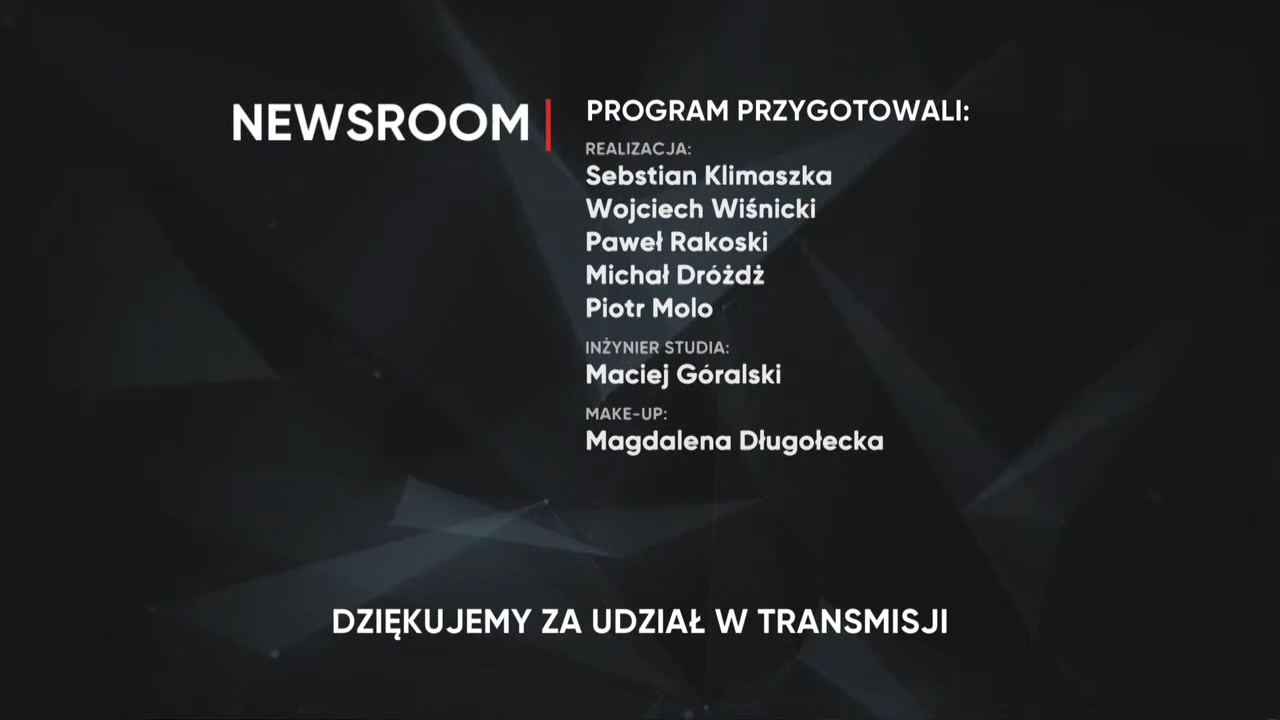 NEWSROOM
PROGRAM PRZYGOTOWALI:
REALIZACJA:
Sebstian Klimaszka
Wojciech Wiśnicki
Paweł Rakoski
Michał Dróżdż
Piotr Molo
INŻYNIER STUDIA:
Maciej Góralski
MAKE-UP:
Magdalena Długołecka
DZIĘKUJEMY ZA UDZIAŁ W TRANSMISJI